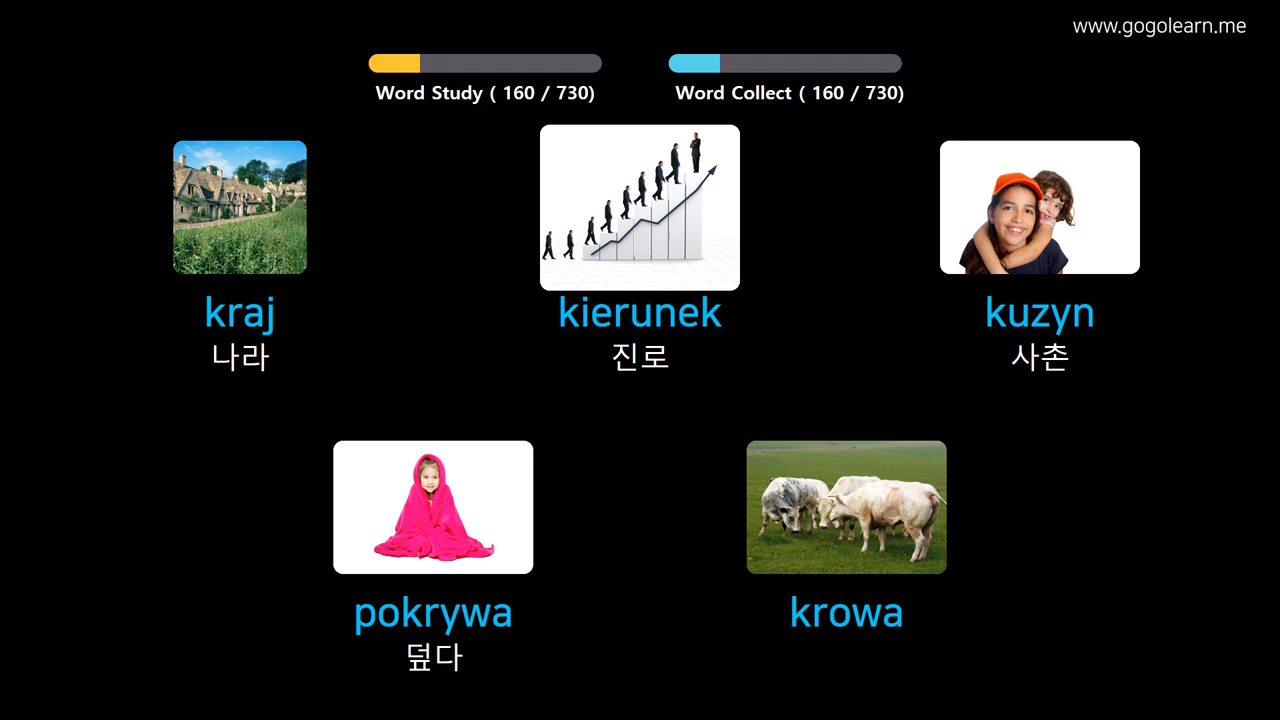 www.gogolearn.me
Word Study ( 160 / 730)
Word Collect ( 160 / 730)
kraj
나라
kierunek
진로
kuzyn
사촌
pokrywa
덮다
krowa